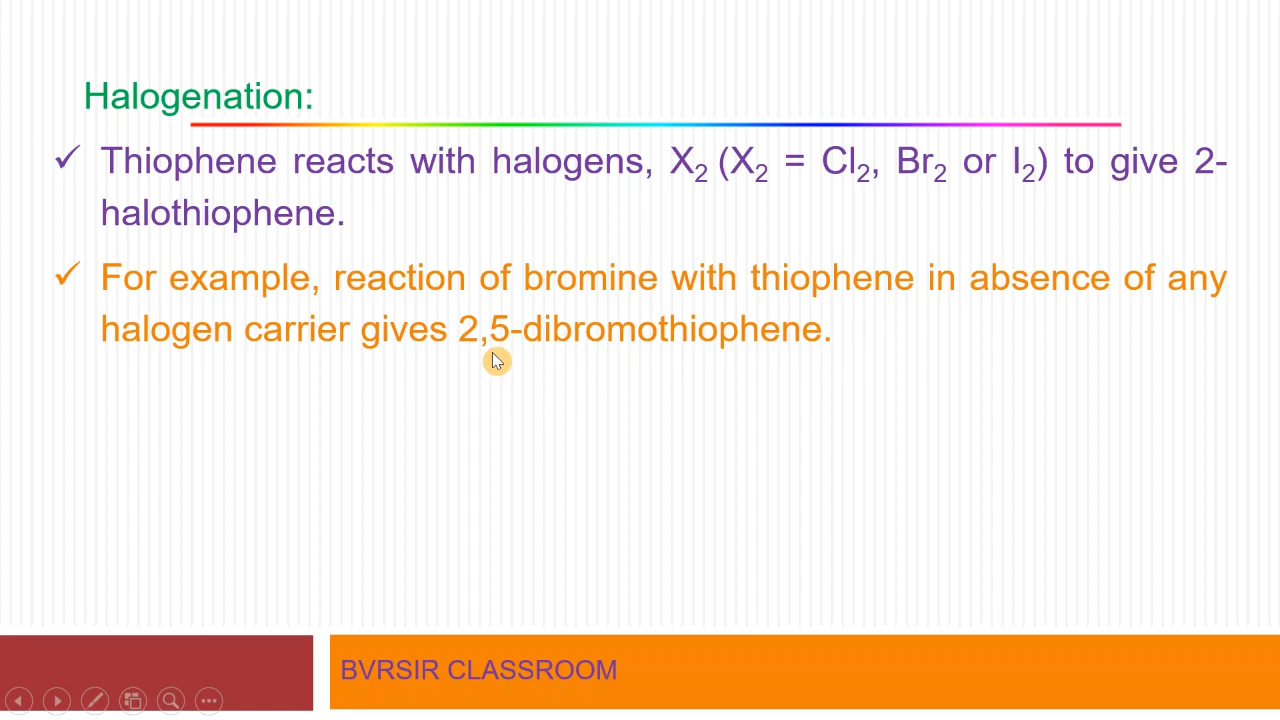 Halogenation:
✓ Thiophene reacts with halogens, X₂ (X₂ = Cl₂, Br₂ or I₂) to give 2-
halothiophene.
✓ For example, reaction of bromine with thiophene in absence of any
halogen carrier gives 2,5-dibromothiophene.
BVRSIR CLASSROOM